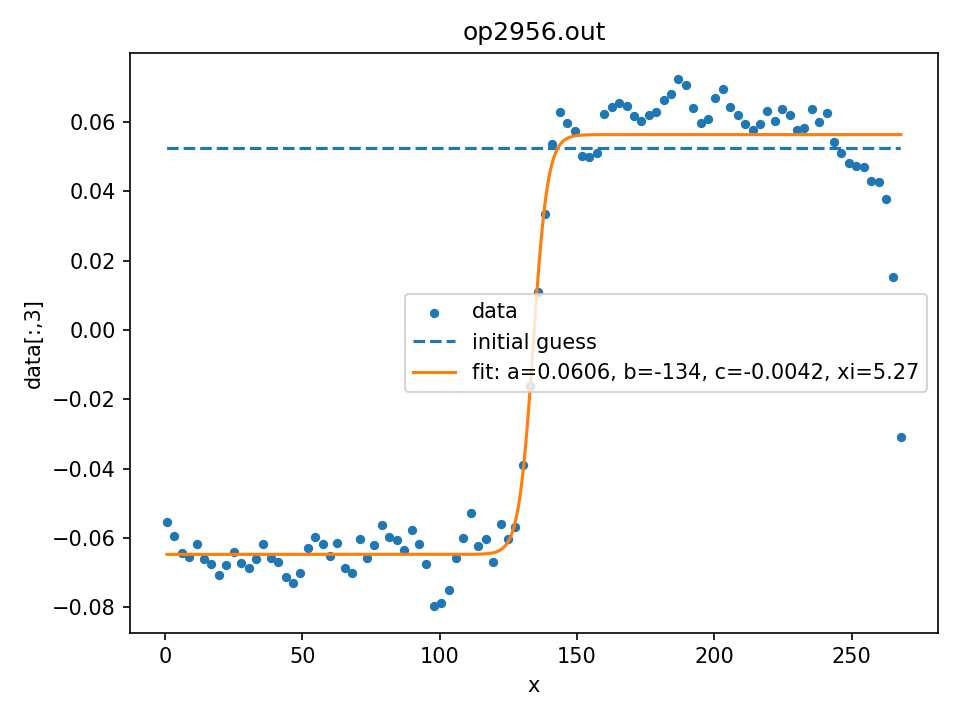 op2956.out
0.06
0.04
0.02
0.00
−0.02
−0.04
−0.06
−0.08
data[:,3]
data
initial guess
fit: a=0.0606, b=-134, c=-0.0042, xi=5.27
0 50 100 150 200 250
x